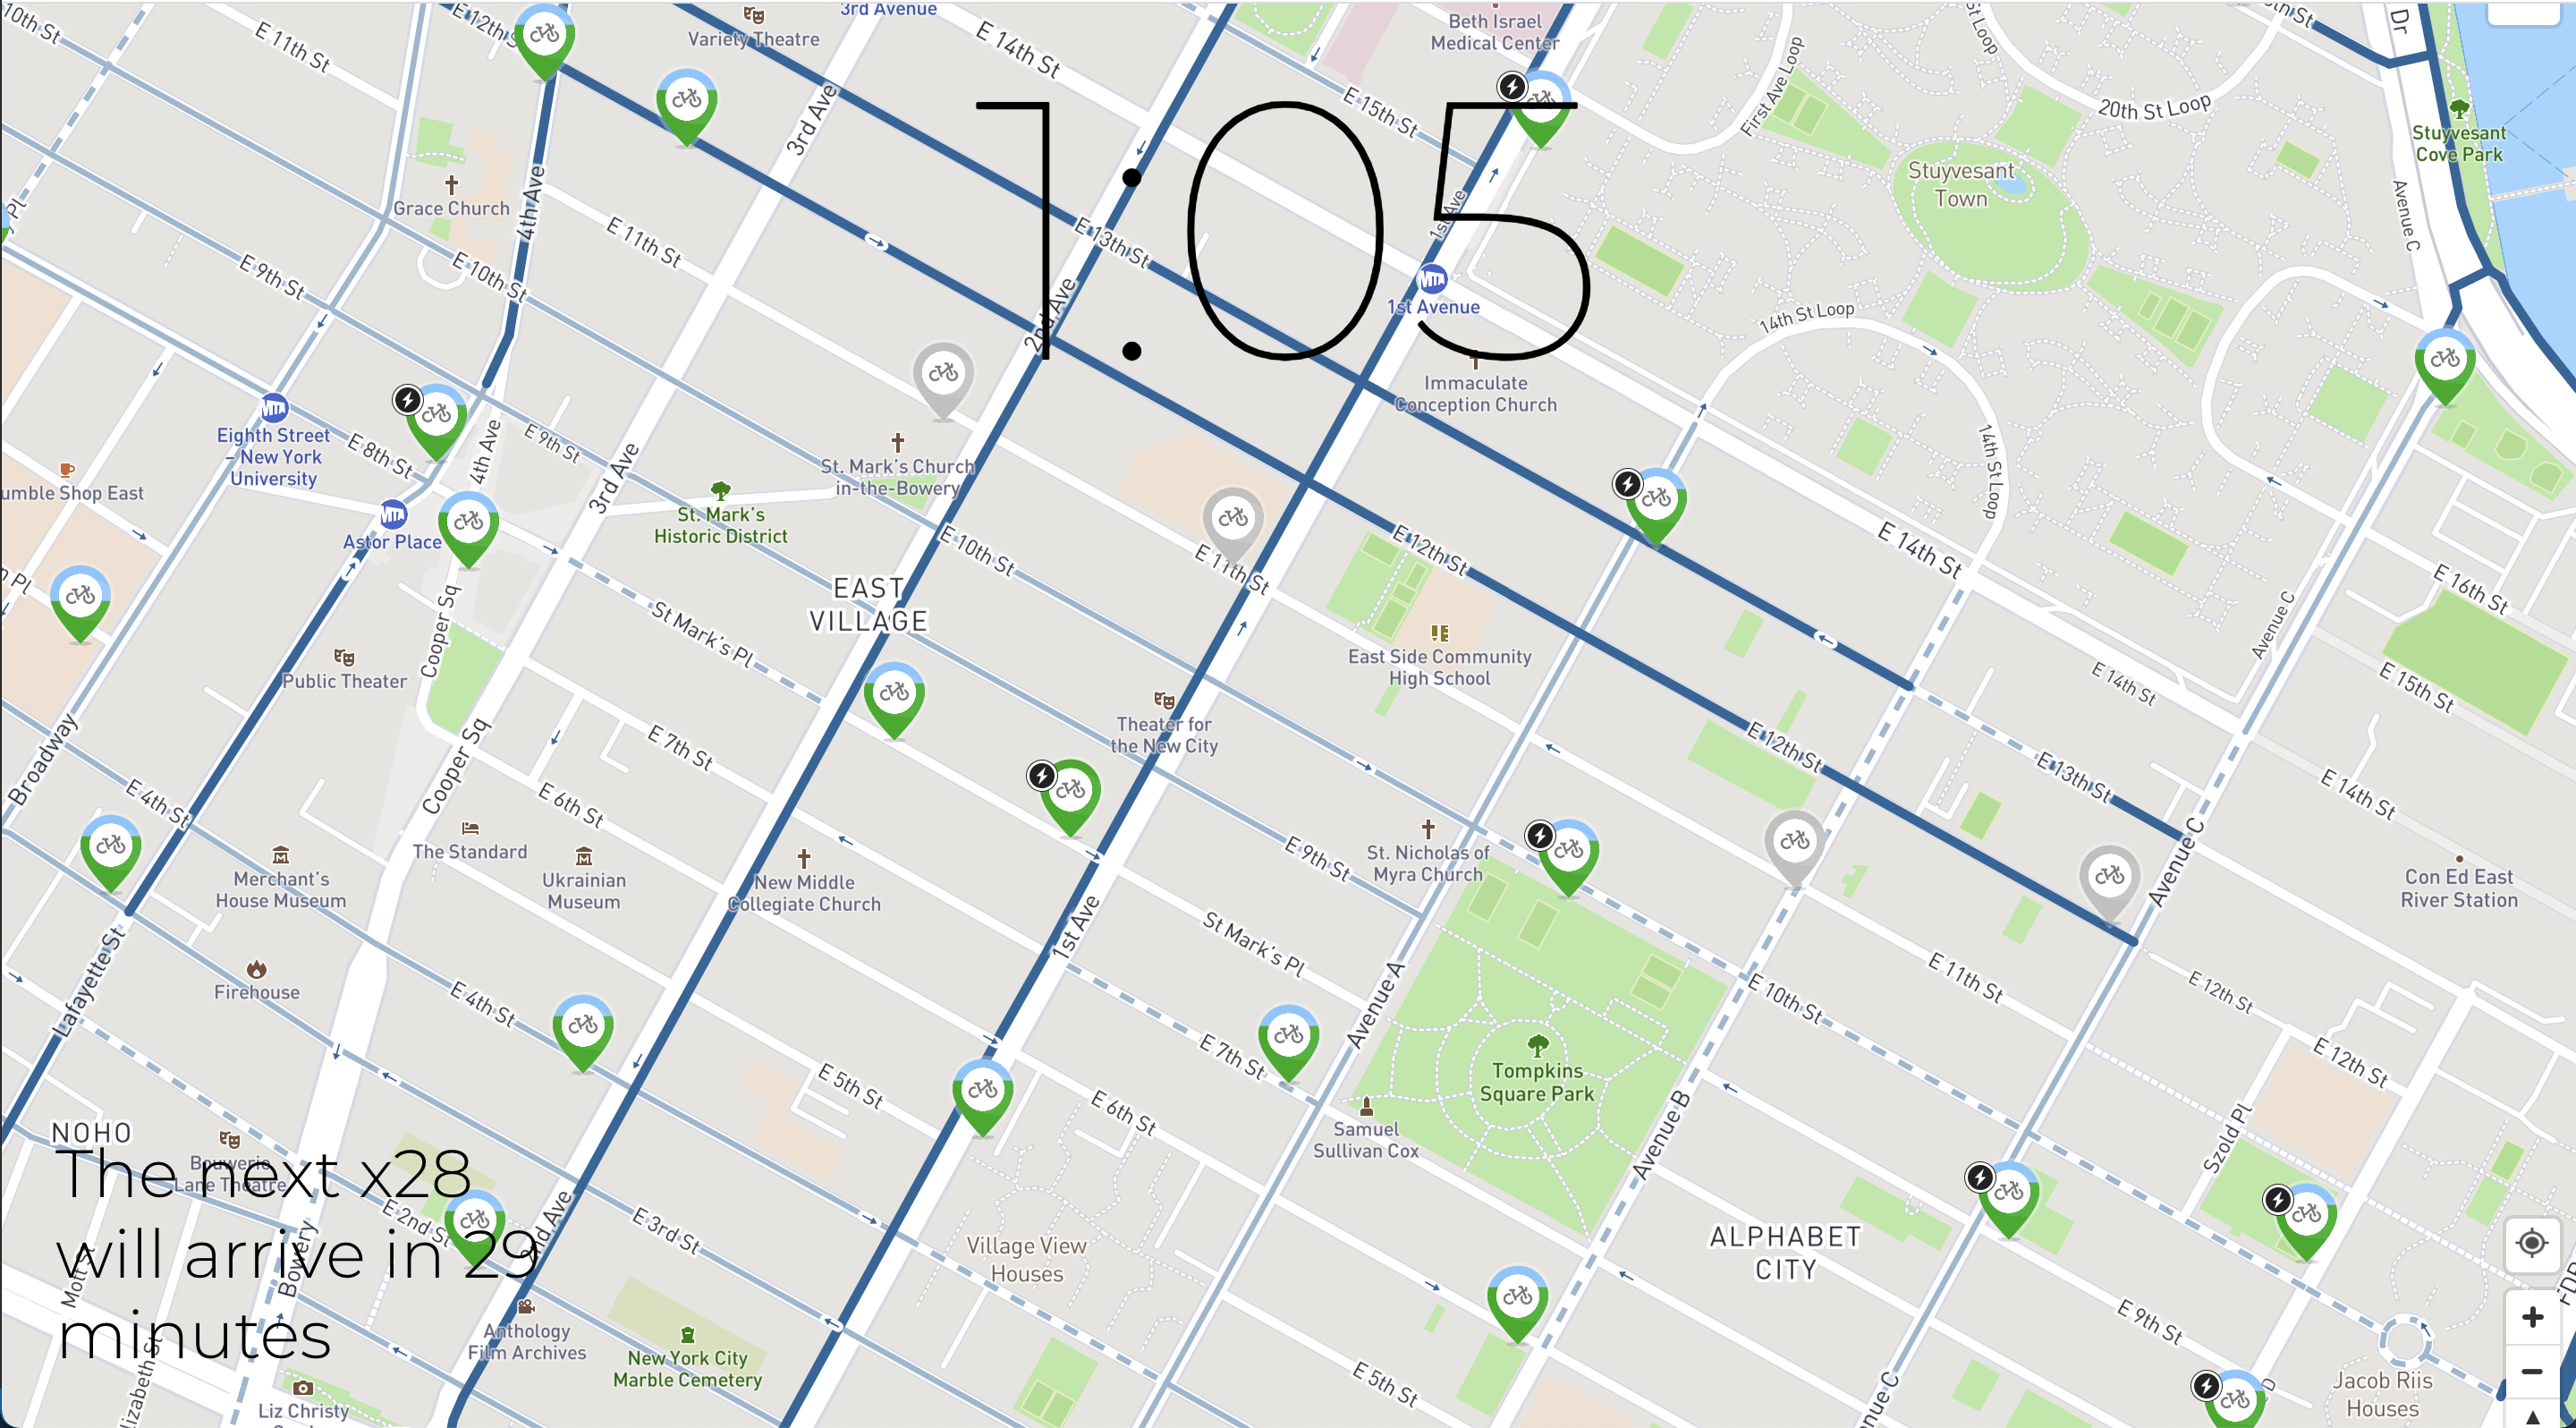 1:05
The next x28
will arrive in 29
minutes
10th St
E 11th St
E 12th S
Variety Theatre
3rd Avenue
E 14th St
Beth Israel
Medical Center
E 15th St
First Ave Loop
St Loop
20th St Loop
Dr
Stuyvesant
Cove Park
Stuyvesant
Town
Avenue C
3rd Ave
4th Ave
Grace Church
E 11th St
E 10th St
E 9th St
E 13th St
2nd Ave
1st Ave
1st Avenue
14th St Loop
Immaculate
Conception Church
14th St Loop
Eighth Street
– New York
University
E 8th St
4th Ave
E 9th St
3rd Ave
St. Mark's Church
in-the-Bowery
St. Mark's
Historic District
umble Shop East
Astor Place
E 10th St
E 11th St
E 12th St
E 14th St
E 16th St
Avenue C
EAST
VILLAGE
St Mark's Pl
Cooper Sq
Public Theater
East Side Community
High School
E 14th St
E 15th St
Theater for
the New City
Broadway
E 7th St
Cooper Sq
E 12th St
E 13th St
E 14th St
E 4th St
E 6th St
The Standard
Merchant's
House Museum
Ukrainian
Museum
New Middle
Collegiate Church
E 9th St
St. Nicholas of
Myra Church
Avenue C
Con Ed East
River Station
1st Ave
St Mark's Pl
Lafayette St
Firehouse
E 4th St
Avenue A
E 10th St
E 11th St
E 12th St
E 7th St
Tompkins
Square Park
E 12th St
E 5th St
E 6th St
NOHO
Bouwerie
Lane Theatre
Samuel
Sullivan Cox
Avenue B
Szold Pl
E 2nd St
2nd Ave
E 3rd St
Village View
Houses
ALPHABET
CITY
Mott St
Bowery
Anthology
Film Archives
New York City
Marble Cemetery
E 5th St
E 9th St
Jacob Riis
Houses
lizabeth St
Liz Christy
nue C
FDR